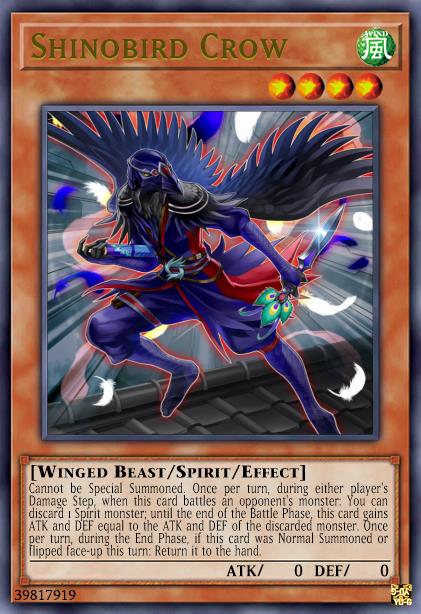 SHINOBIRD CROW
WIND
風
[WINGED BEAST/SPIRIT/EFFECT]
Cannot be Special Summoned. Once per turn, during either player's
Damage Step, when this card battles an opponent's monster: You can
discard 1 Spirit monster; until the end of the Battle Phase, this card gains
ATK and DEF equal to the ATK and DEF of the discarded monster. Once
per turn, during the End Phase, if this card was Normal Summoned or
flipped face-up this turn: Return it to the hand.
ATK/ 0 DEF/ 0
39817919